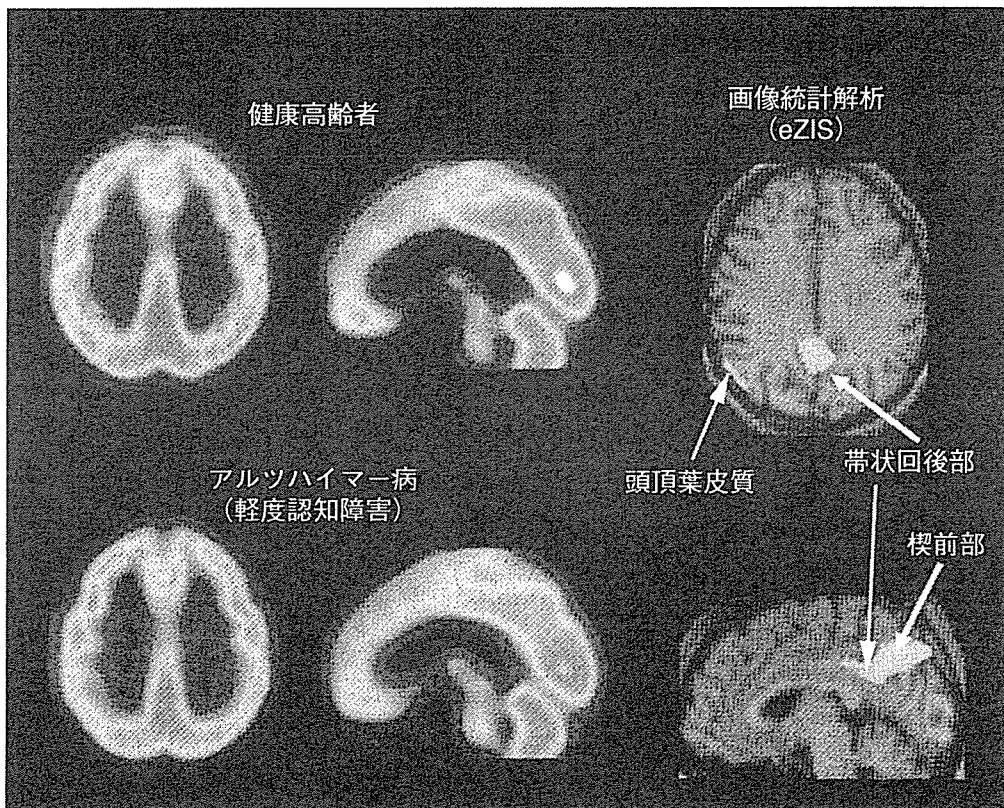 健康高齢者
画像統計解析
（eZIS）
アルツハイマー病
（軽度認知障害）
頭頂葉皮質
帯状回後部
楔前部